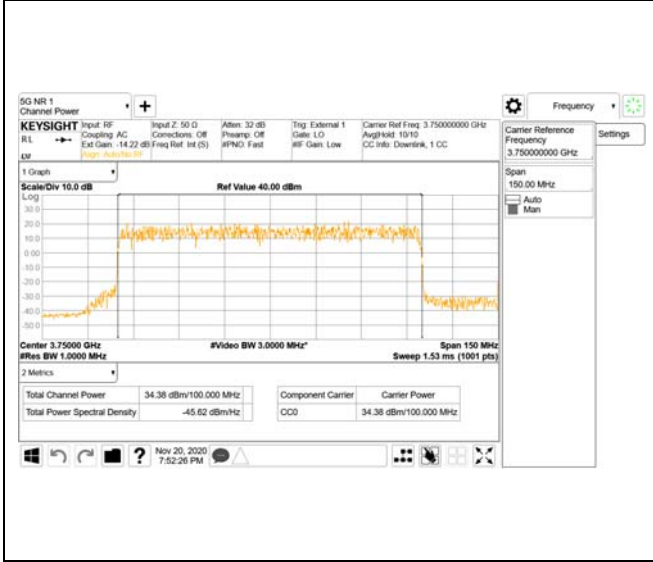 5G NR 1
Channel Power
Frequency
KEYSIGHT
Input: RF
Input Z: 50 Ω
Atten: 32 dB
Trig: External 1
Carrier Ref Freq: 3.750000000 GHz
RL
Coupling: AC
Corrections: Off
Preamp: Off
Gate: LO
Avg|Hold: 10/10
Ext Gain: -14.22 dB
Freq Ref: Int (S)
#PNO: Fast
#IF Gain: Low
CC Info: Downlink, 1 CC
Align: Auto/No RF
Carrier Reference
Frequency
3.750000000 GHz
Settings
Span
150.00 MHz
Auto
Man
1 Graph
Scale/Div 10.0 dB
Ref Value 40.00 dBm
Log
30.0
20.0
10.0
0.00
-10.0
-20.0
-30.0
-40.0
-50.0
Center 3.75000 GHz
#Video BW 3.0000 MHz*
Span 150 MHz
#Res BW 1.0000 MHz
Sweep 1.53 ms (1001 pts)
2 Metrics
Total Channel Power
34.38 dBm/100.000 MHz
Component Carrier
Carrier Power
Total Power Spectral Density
-45.62 dBm/Hz
CC0
34.38 dBm/100.000 MHz
?
Nov 20, 2020
7:52:26 PM